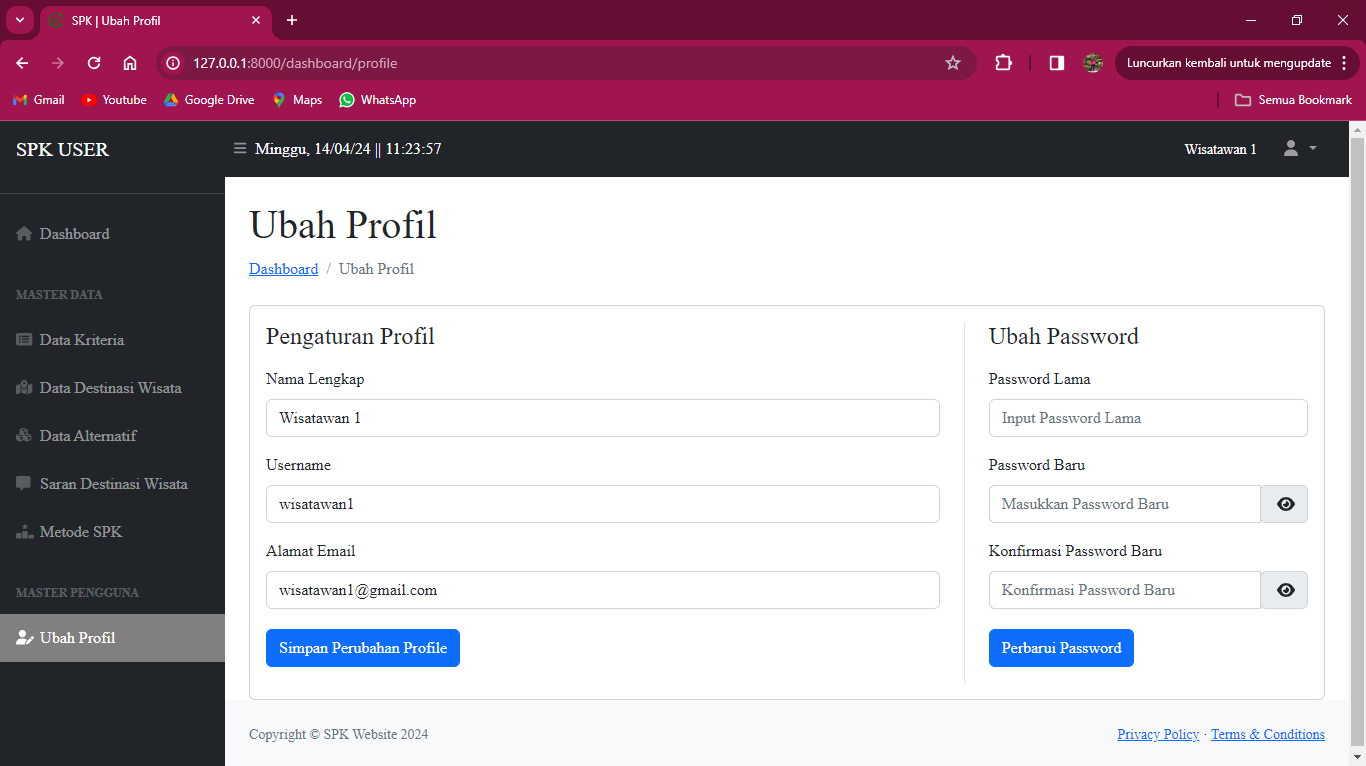 SPK | Ubah Profil
127.0.0.1:8000/dashboard/profile
Luncurkan kembali untuk mengupdate
Gmail
Youtube
Google Drive
Maps
WhatsApp
Semua Bookmark
SPK USER
Minggu, 14/04/24 || 11:23:57
Wisatawan 1
Dashboard
MASTER DATA
Data Kriteria
Data Destinasi Wisata
Data Alternatif
Saran Destinasi Wisata
Metode SPK
MASTER PENGGUNA
Ubah Profil
Ubah Profil
Dashboard / Ubah Profil
Pengaturan Profil
Nama Lengkap
Wisatawan 1
Username
wisatawan1
Alamat Email
wisatawan1@gmail.com
Simpan Perubahan Profile
Ubah Password
Password Lama
Input Password Lama
Password Baru
Masukkan Password Baru
Konfirmasi Password Baru
Konfirmasi Password Baru
Perbarui Password
Copyright © SPK Website 2024
Privacy Policy · Terms & Conditions